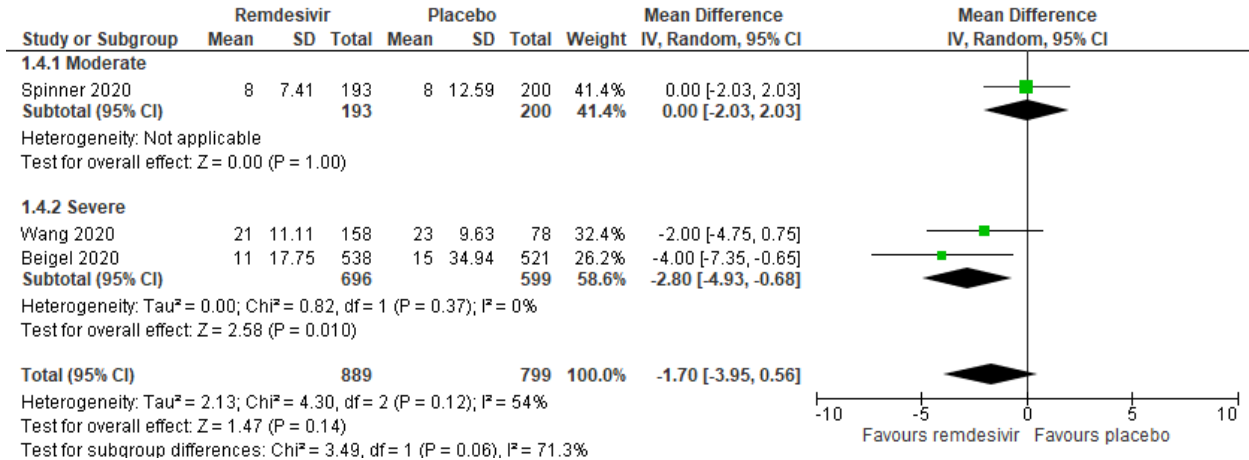 Remdesivir Placebo Mean Difference Mean Difference
Study or Subgroup Mean SD Total Mean SD Total Weight IV, Random, 95% CI IV, Random, 95% CI
1.4.1 Moderate
Spinner 2020 8 7.41 193 8 12.59 200 41.4% 0.00 [-2.03, 2.03]
Subtotal (95% CI) 193 200 41.4% 0.00 [-2.03, 2.03]
Heterogeneity: Not applicable
Test for overall effect: Z = 0.00 (P = 1.00)
1.4.2 Severe
Wang 2020 21 11.11 158 23 9.63 78 32.4% -2.00 [-4.75, 0.75]
Beigel 2020 11 17.75 538 15 34.94 521 26.2% -4.00 [-7.35, -0.65]
Subtotal (95% CI) 696 599 58.6% -2.80 [-4.93, -0.68]
Heterogeneity: Tau² = 0.00; Chi² = 0.82, df = 1 (P = 0.37); I² = 0%
Test for overall effect: Z = 2.58 (P = 0.010)
Total (95% CI) 889 799 100.0% -1.70 [-3.95, 0.56]
Heterogeneity: Tau² = 2.13; Chi² = 4.30, df = 2 (P = 0.12); I² = 54%
Test for overall effect: Z = 1.47 (P = 0.14)
Test for subgroup differences: Chi² = 3.49, df = 1 (P = 0.06), I² = 71.3%
-10 -5 0 5 10
Favours remdesivir Favours placebo